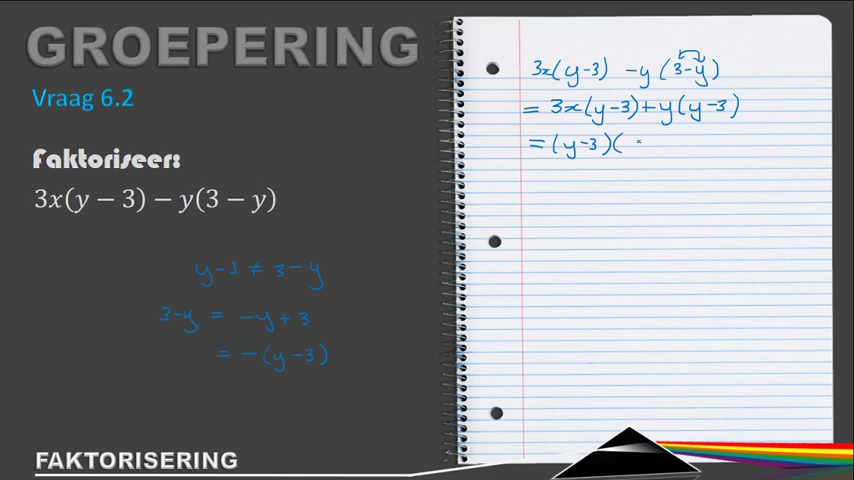 GROEPERING
Vraag 6.2
Faktoriseer:
3x(y − 3) − y(3 − y)
y-3 ≠ 3-y
3-y = -y+3
= -(y-3)
3x(y-3) -y(3-y)
= 3x(y-3)+y(y-3)
=(y-3)(
FAKTORISERING